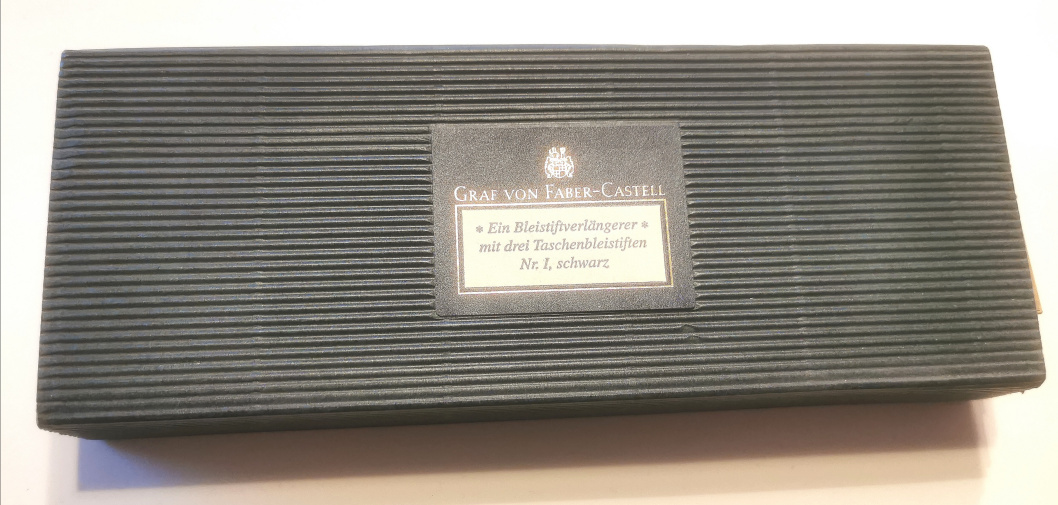 GRAF VON FABER-CASTELL
* Ein Bleistiftverlängerer *
mit drei Taschenbleistiften
Nr. I, schwarz